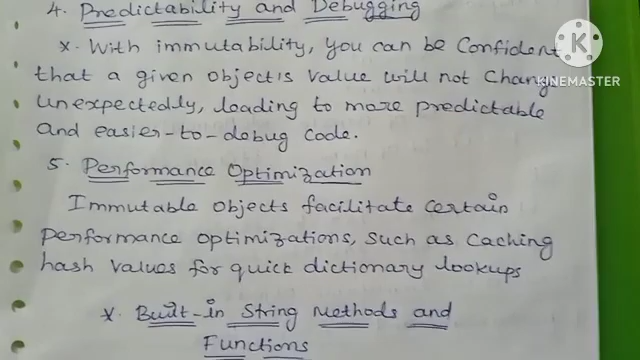 4. Predictability and Debugging
x. With immutability, you can be Confident
that a given object's value will not Chang
unexpectedly, leading to more predictable
and easier-to-debug code.
5. Performance Optimization
Immutable objects facilitate certain
performance optimizations, such as caching
hash values for quick dictionary lookups
x. Built-in String Methods and
Functions
KINEMASTER